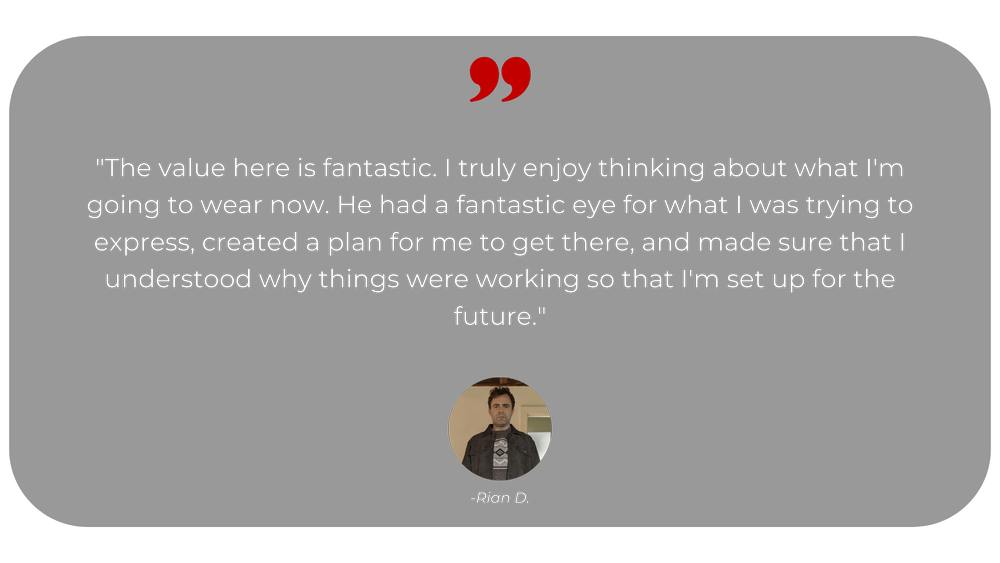 "The value here is fantastic. I truly enjoy thinking about what I'm
going to wear now. He had a fantastic eye for what I was trying to
express, created a plan for me to get there, and made sure that I
understood why things were working so that I'm set up for the
future."
-Rian D.